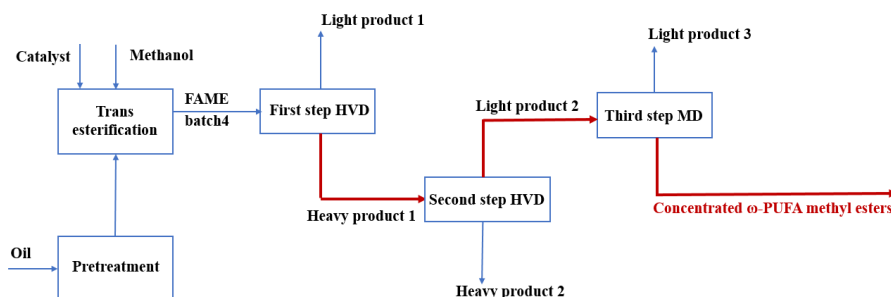 Light product 1
Catalyst
Methanol
Light product 3
Trans
esterification
FAME
batch4
First step HVD
Light product 2
Third step MD
Heavy product 1
Second step HVD
Concentrated ω-PUFA methyl esters
Oil
Pretreatment
Heavy product 2